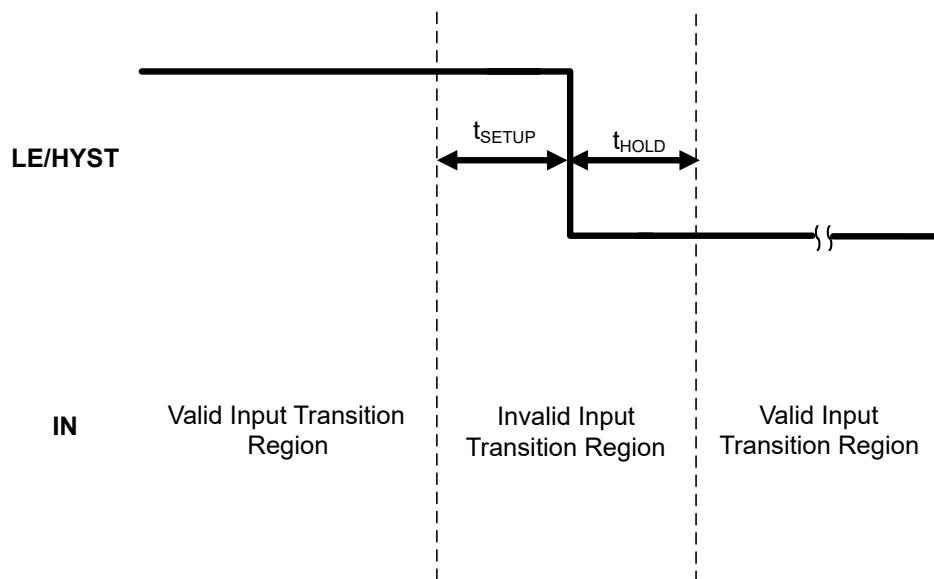 LE/HYST
tSETUP
tHOLD
IN
Valid Input Transition
Region
Invalid Input
Transition Region
Valid Input
Transition Region